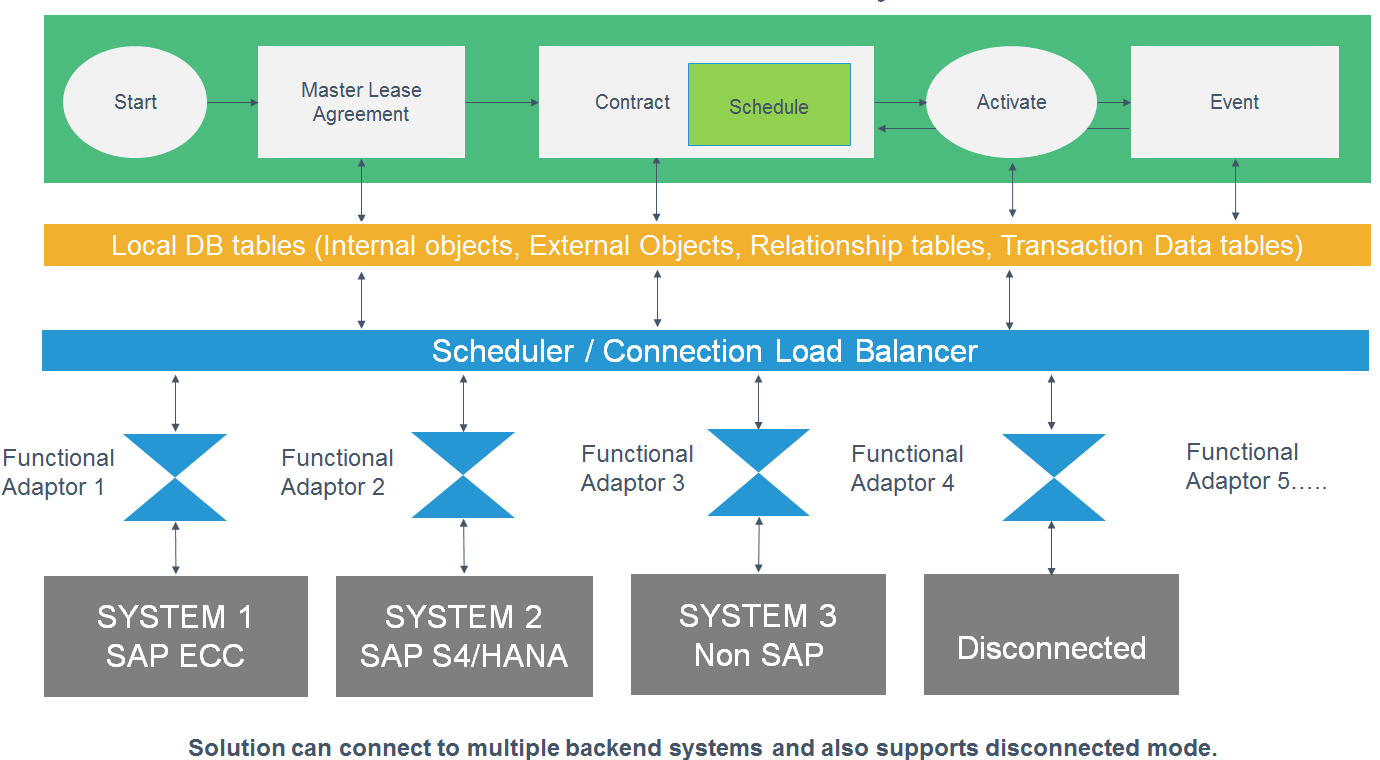 Start
Master Lease
Agreement
Contract
Schedule
Activate
Event
Local DB tables (Internal objects, External Objects, Relationship tables, Transaction Data tables)
Scheduler / Connection Load Balancer
Functional
Adaptor 1
Functional
Adaptor 2
Functional
Adaptor 3
Functional
Adaptor 4
Functional
Adaptor 5…..
SYSTEM 1
SAP ECC
SYSTEM 2
SAP S4/HANA
SYSTEM 3
Non SAP
Disconnected
Solution can connect to multiple backend systems and also supports disconnected mode.